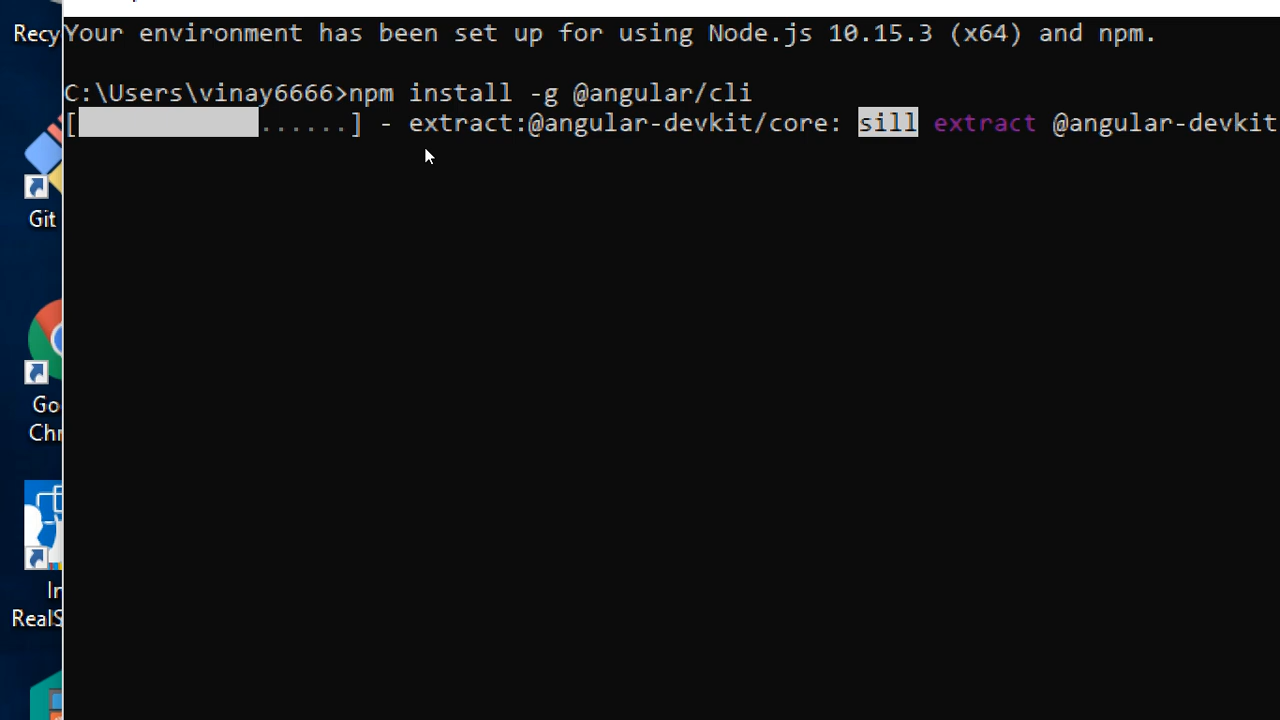 Your environment has been set up for using Node.js 10.15.3 (x64) and npm.
C:\Users\vinay6666>npm install -g @angular/cli
[ ......] - extract:@angular-devkit/core: sill extract @angular-devkit
Recy
Git
Go
Chr
In
RealS